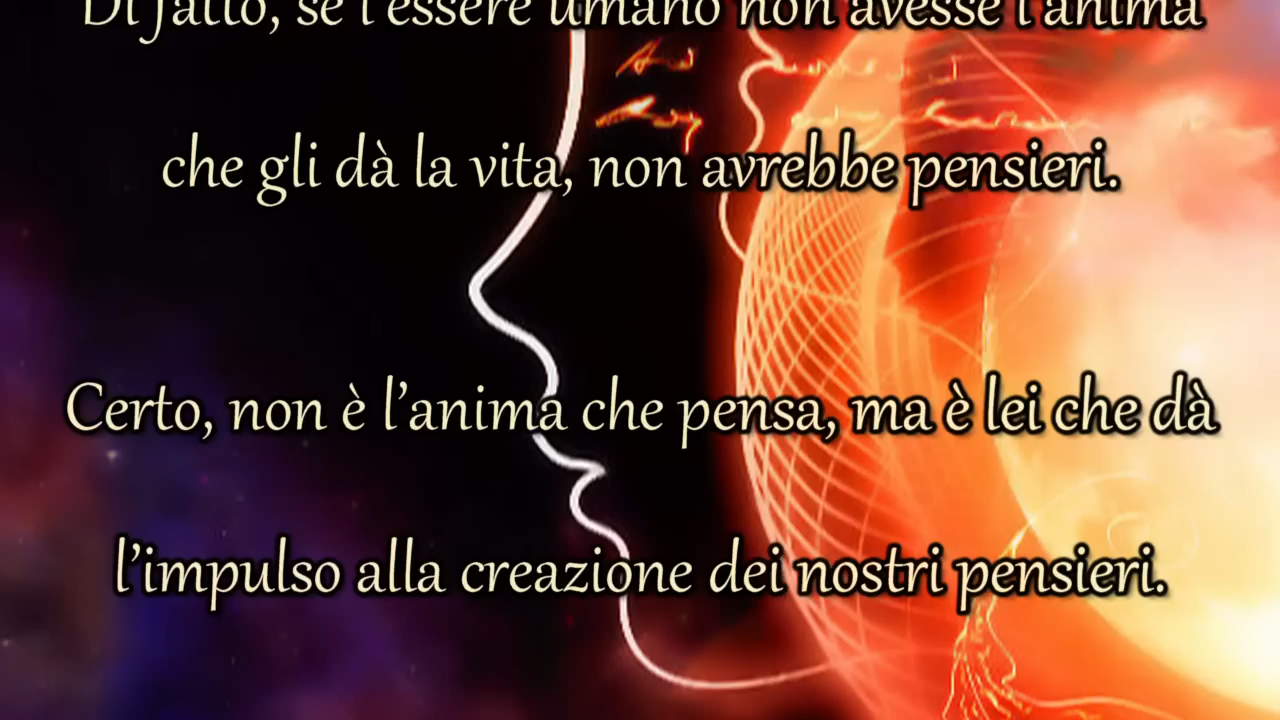 Di fatto, se l'essere umano non avesse l'anima
che gli dà la vita, non avrebbe pensieri.
Certo, non è l'anima che pensa, ma è lei che dà
l'impulso alla creazione dei nostri pensieri.